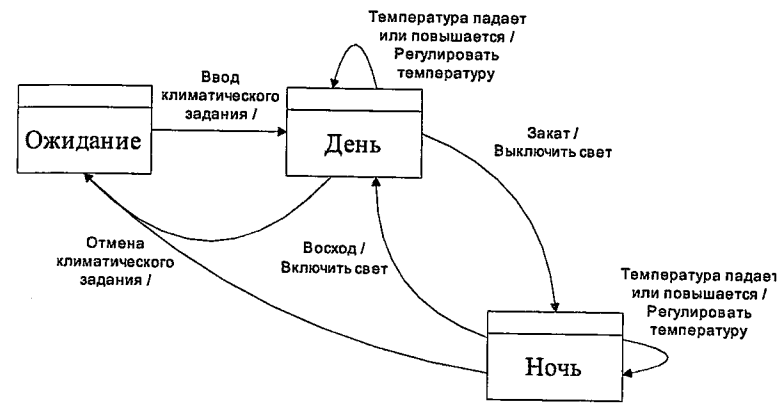 Температура падает
или повышается /
Регулировать
температуру
Ввод
климатического
задания /
Ожидание
День
Закат /
Выключить свет
Отмена
климатического
задания /
Восход /
Включить свет
Температура падает
или повышается /
Регулировать
температуру
Ночь